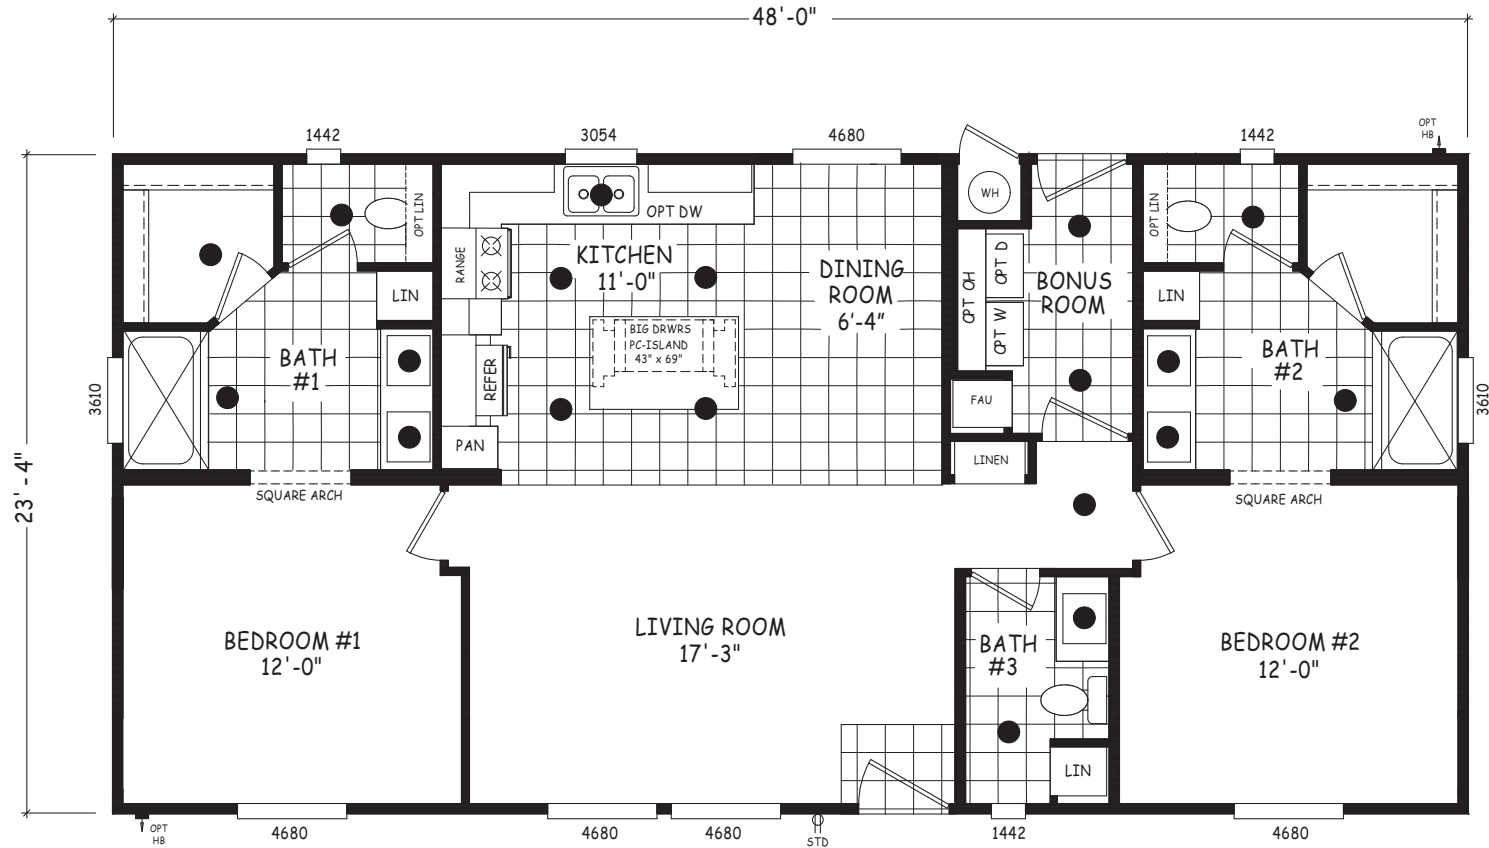 48'-0"
OPT
HB
1442
3054
4680
1442
WH
OPT LIN
OPT DW
OPT LIN
RANGE
KITCHEN
11'-0"
DINING
ROOM
6'-4"
OPT OH
OPT D
OPT W
BONUS
ROOM
LIN
LIN
BIG DRWRS
PC-ISLAND
43" x 69"
BATH
#1
BATH
#2
REFER
3610
3610
FAU
PAN
LINEN
23'-4"
SQUARE ARCH
SQUARE ARCH
BEDROOM #1
12'-0"
LIVING ROOM
17'-3"
BATH
#3
BEDROOM #2
12'-0"
LIN
OPT
HB
4680
4680
4680
STD
1442
4680